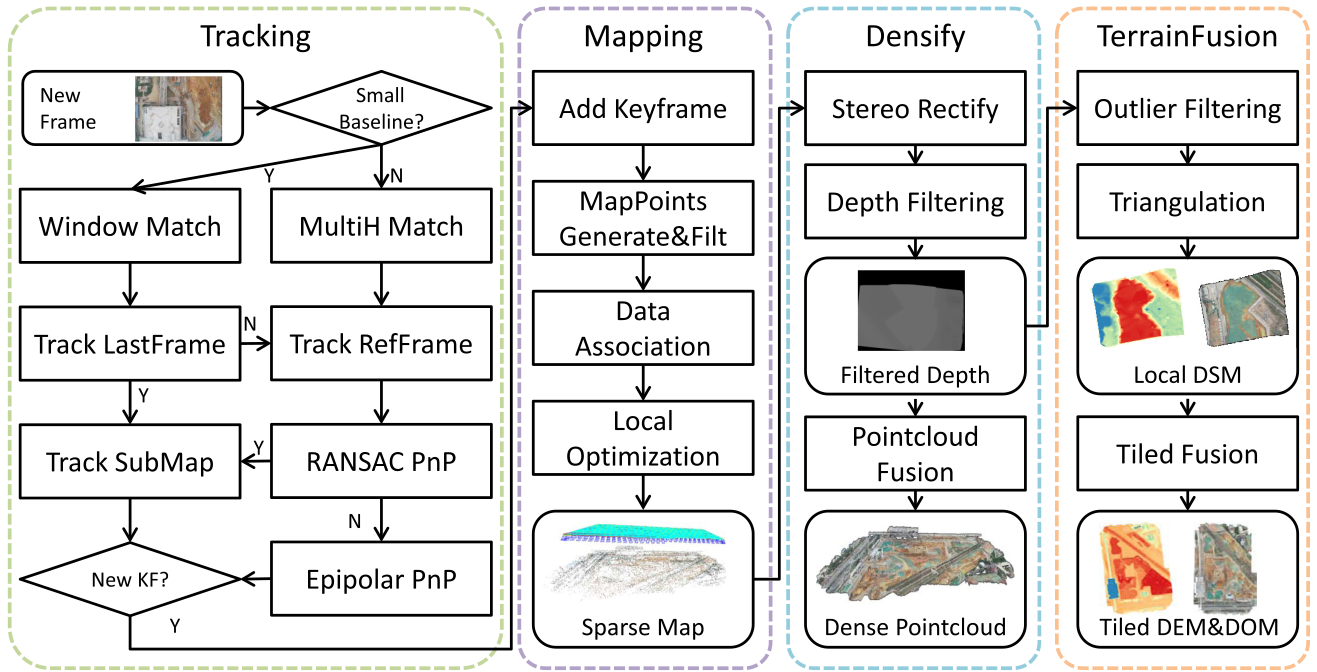 Tracking
New
Frame
Small
Baseline?
Y
N
Window Match
MultiH Match
Track LastFrame
N
Track RefFrame
Y
Track SubMap
Y
RANSAC PnP
N
New KF?
Epipolar PnP
Y
Mapping
Add Keyframe
MapPoints
Generate&Filt
Data
Association
Local
Optimization
Sparse Map
Densify
Stereo Rectify
Depth Filtering
Filtered Depth
Pointcloud
Fusion
Dense Pointcloud
TerrainFusion
Outlier Filtering
Triangulation
Local DSM
Tiled Fusion
Tiled DEM&DOM